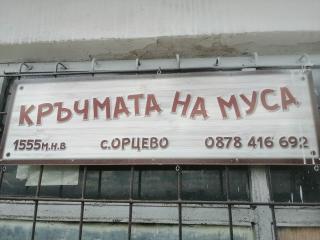 КРЪЧМАТА НА МУСА
1555м.н.в с.ОРЦЕВО 0878 416 692